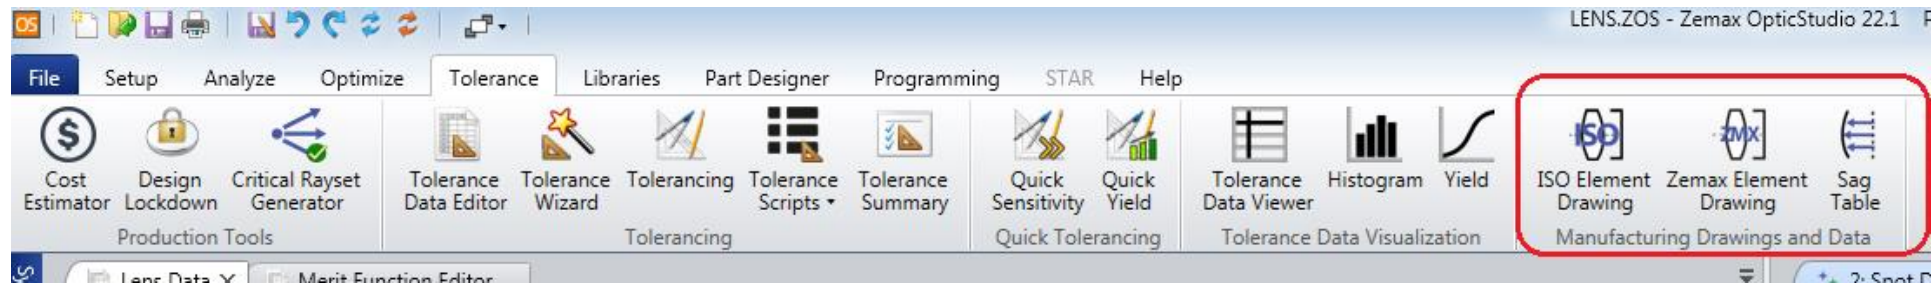 OS
LENS.ZOS - Zemax OpticStudio 22.1
File Setup Analyze Optimize Tolerance Libraries Part Designer Programming STAR Help
Cost Estimator
Design Lockdown
Critical Rayset Generator
Production Tools
Tolerance Data Editor
Tolerance Wizard
Tolerancing
Tolerance Scripts
Tolerance Summary
Tolerancing
Quick Sensitivity
Quick Yield
Quick Tolerancing
Tolerance Data Viewer
Histogram
Yield
Tolerance Data Visualization
ISO
ISO Element Drawing
ZMX
Zemax Element Drawing
Sag Table
Manufacturing Drawings and Data
Lens Data X
Merit Function Editor
2: Spot D